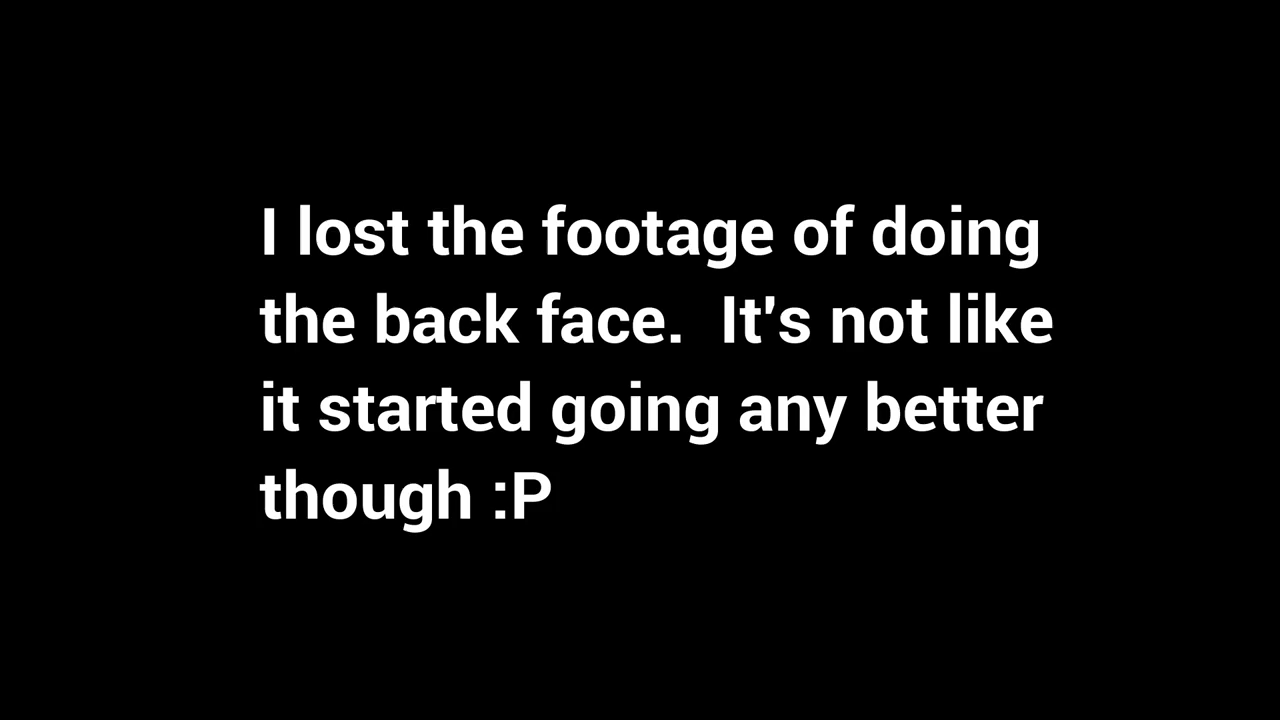 I lost the footage of doing
the back face.  It's not like
it started going any better
though :P